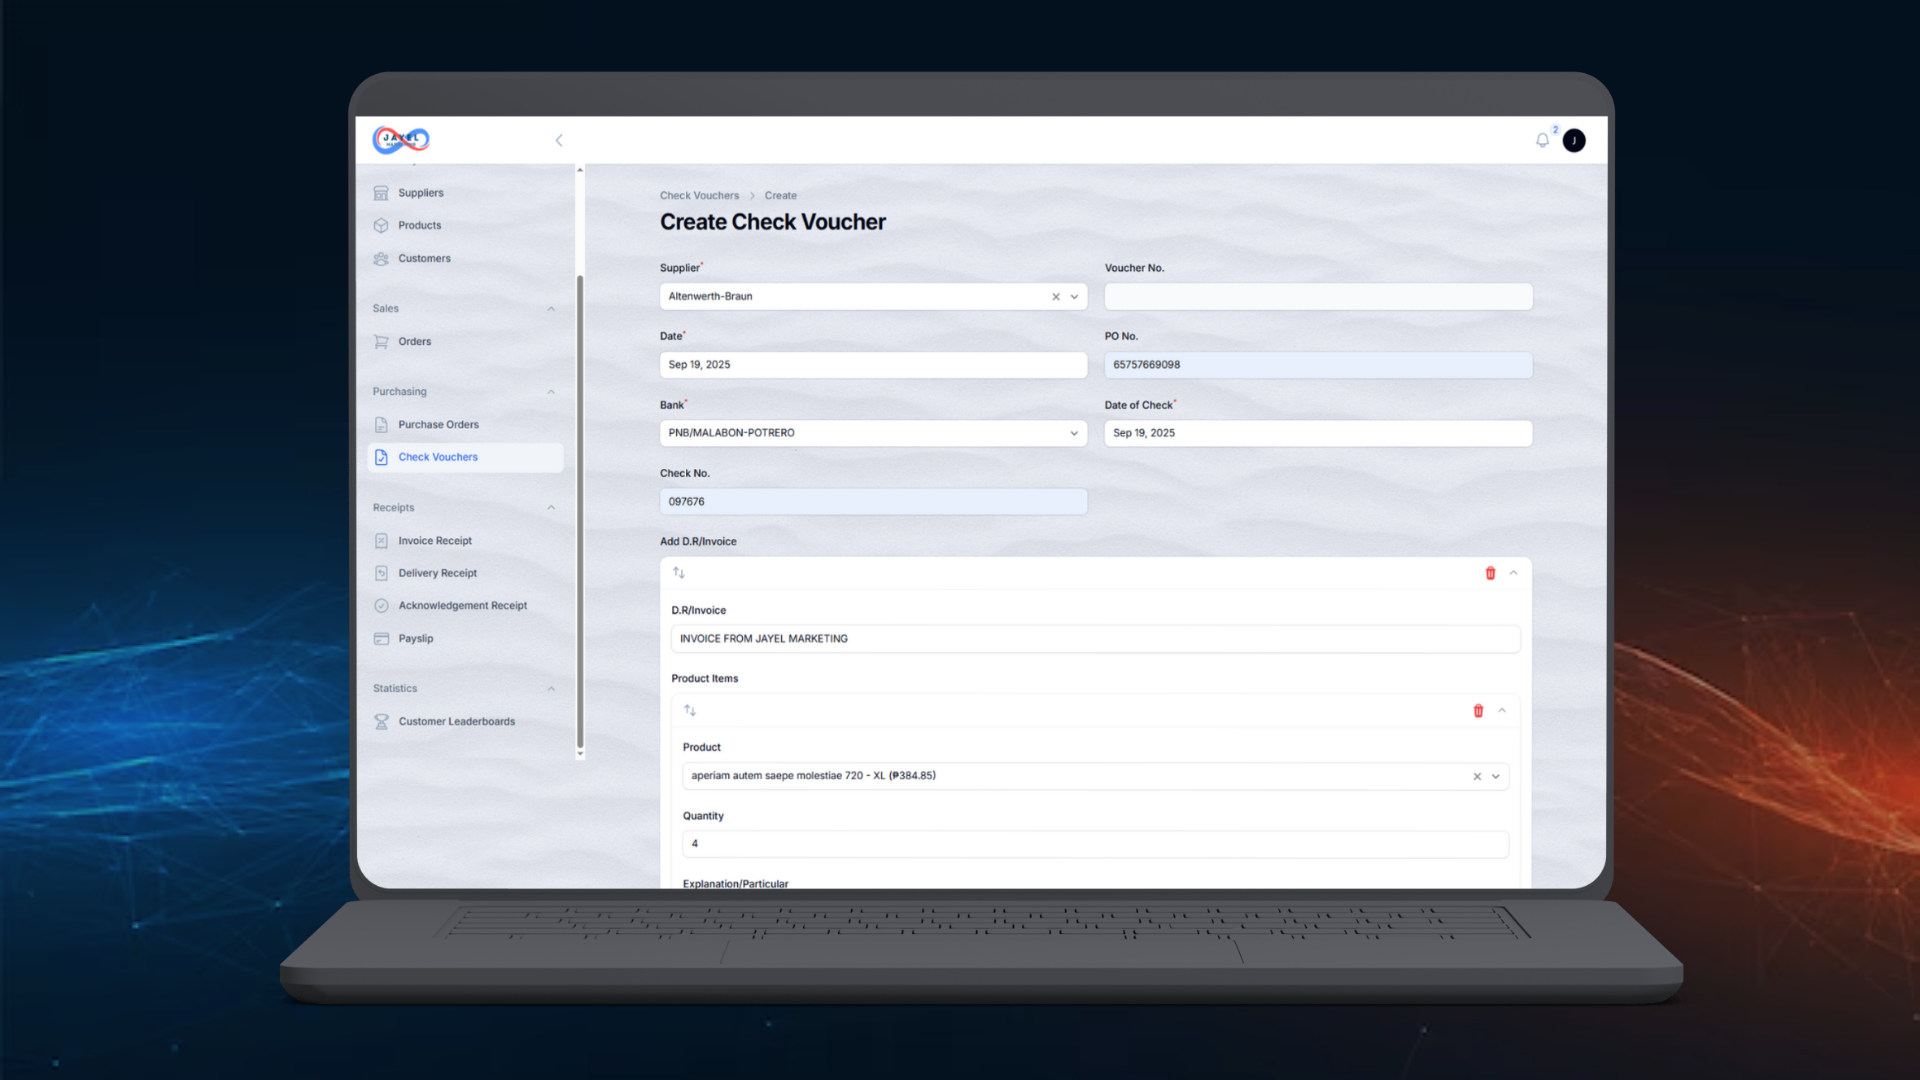 JAYEL
2
J
Suppliers
Products
Customers
Sales
Orders
Purchasing
Purchase Orders
Check Vouchers
Receipts
Invoice Receipt
Delivery Receipt
Acknowledgement Receipt
Payslip
Statistics
Customer Leaderboards
Check Vouchers > Create
Create Check Voucher
Supplier*
Voucher No.
Altenwerth-Braun
Date*
PO No.
Sep 19, 2025
65757669098
Bank*
Date of Check*
PNB/MALABON-POTRERO
Sep 19, 2025
Check No.
097676
Add D.R/Invoice
D.R/Invoice
INVOICE FROM JAYEL MARKETING
Product Items
Product
aperiam autem saepe molestiae 720 - XL (₱384.85)
Quantity
4
Explanation/Particular